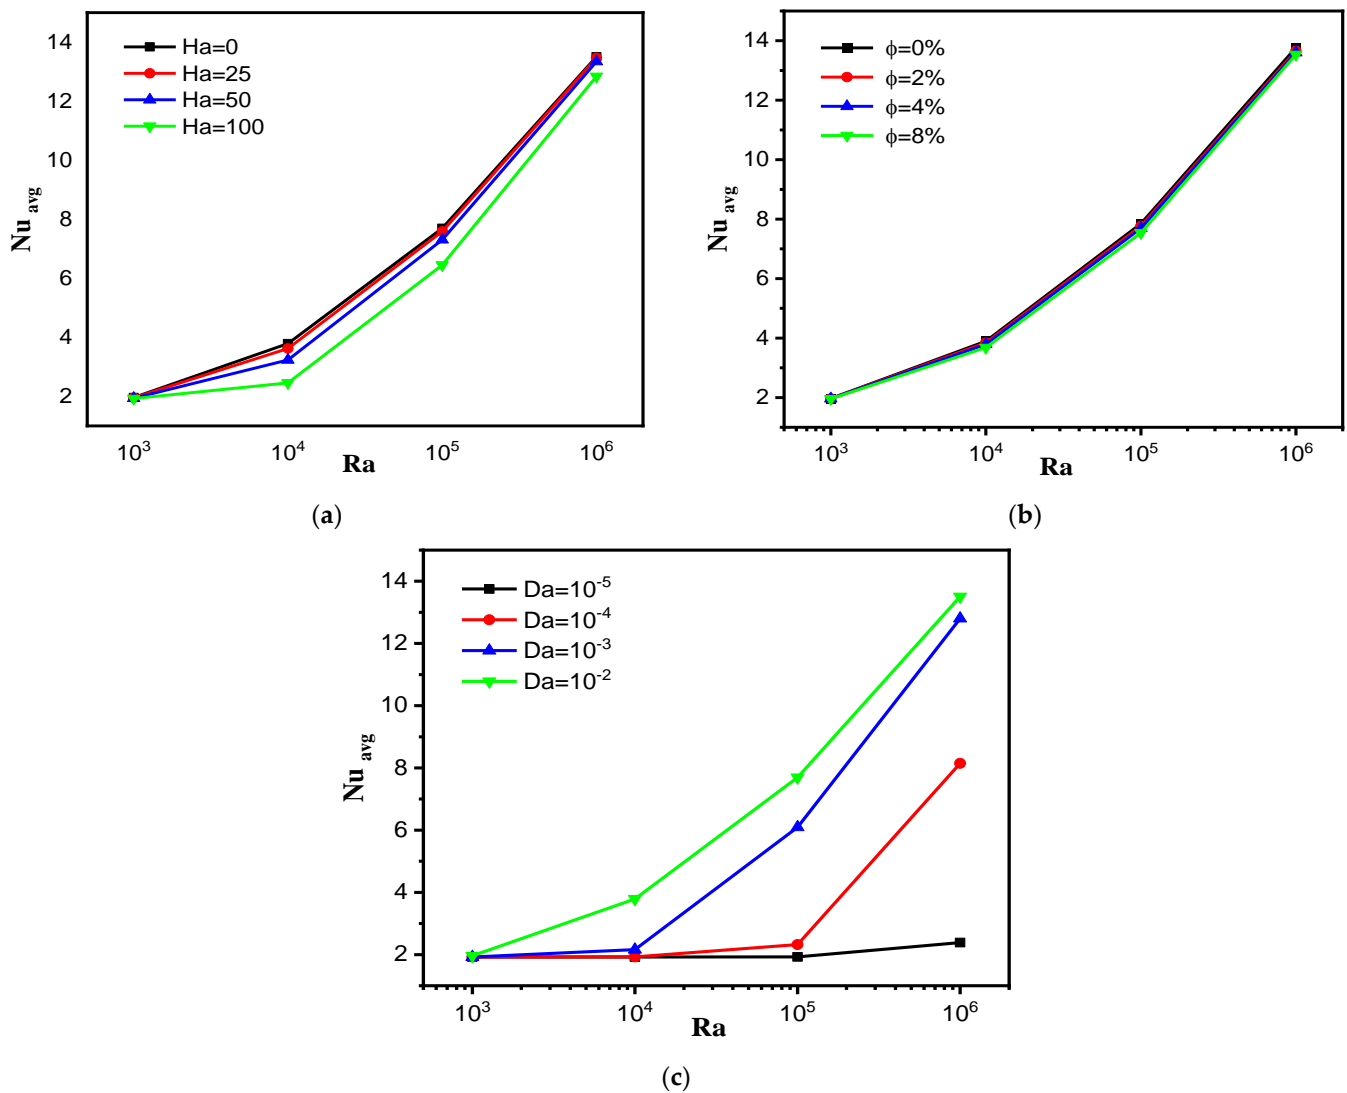 Ha=0
Ha=25
Ha=50
Ha=100
14
12
10
8
6
4
2
Nu avg
10³
10⁴
10⁵
10⁶
Ra
(a)
ϕ=0%
ϕ=2%
ϕ=4%
ϕ=8%
14
12
10
8
6
4
2
Nu avg
10³
10⁴
10⁵
10⁶
Ra
(b)
Da=10⁻⁵
Da=10⁻⁴
Da=10⁻³
Da=10⁻²
14
12
10
8
6
4
2
Nu avg
10³
10⁴
10⁵
10⁶
Ra
(c)